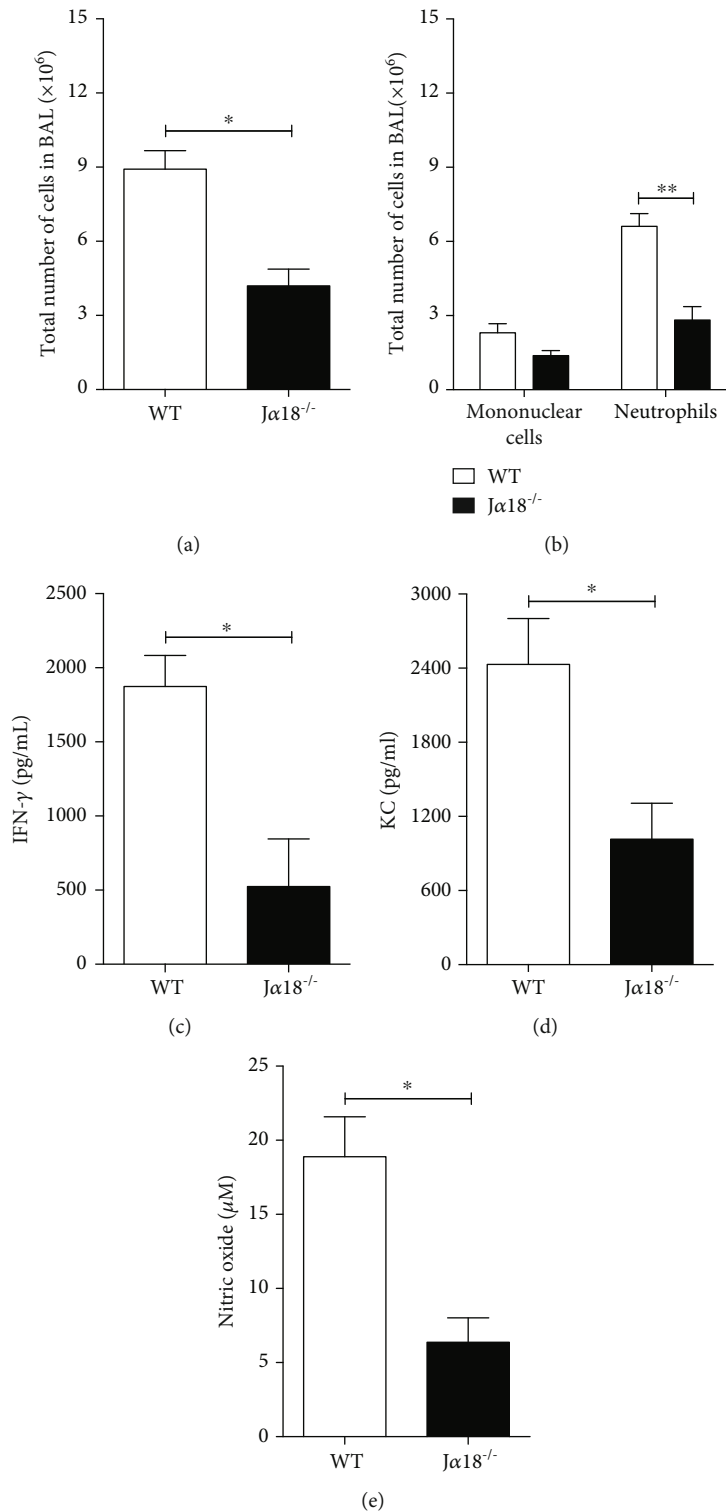 Total number of cells in BAL (×10⁶)
15
12
9
6
3
0
*
WT
Jα18⁻/⁻
(a)
Total number of cells in BAL(×10⁶)
15
12
9
6
3
0
**
Mononuclear
cells
Neutrophils
WT
Jα18⁻/⁻
(b)
IFN-γ (pg/mL)
2500
2000
1500
1000
500
0
*
WT
Jα18⁻/⁻
(c)
KC (pg/ml)
3000
2400
1800
1200
600
0
*
WT
Jα18⁻/⁻
(d)
Nitric oxide (μM)
25
20
15
10
5
0
*
WT
Jα18⁻/⁻
(e)